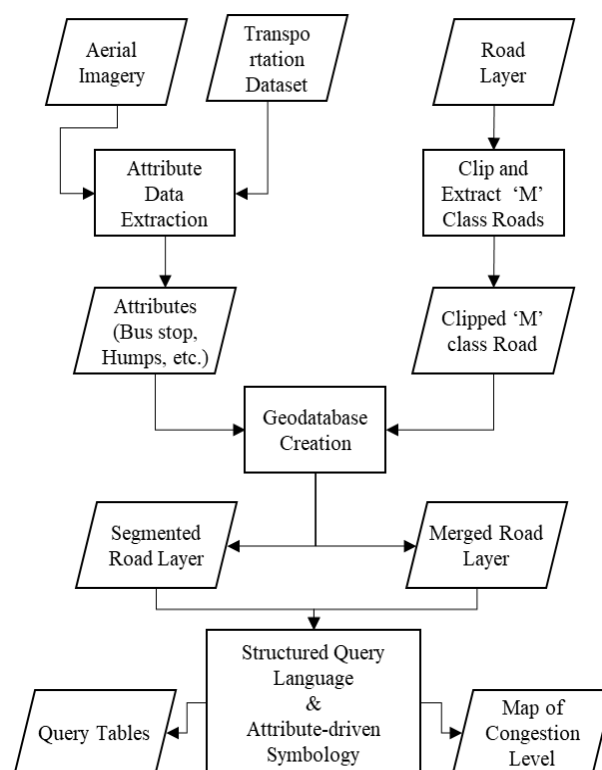 Aerial
Imagery
Transpo
rtation
Dataset
Road
Layer
Attribute
Data
Extraction
Clip and
Extract ‘M’
Class Roads
Attributes
(Bus stop,
Humps, etc.)
Clipped ‘M’
class Road
Geodatabase
Creation
Segmented
Road Layer
Merged Road
Layer
Structured Query
Language
&
Attribute-driven
Symbology
Query Tables
Map of
Congestion
Level